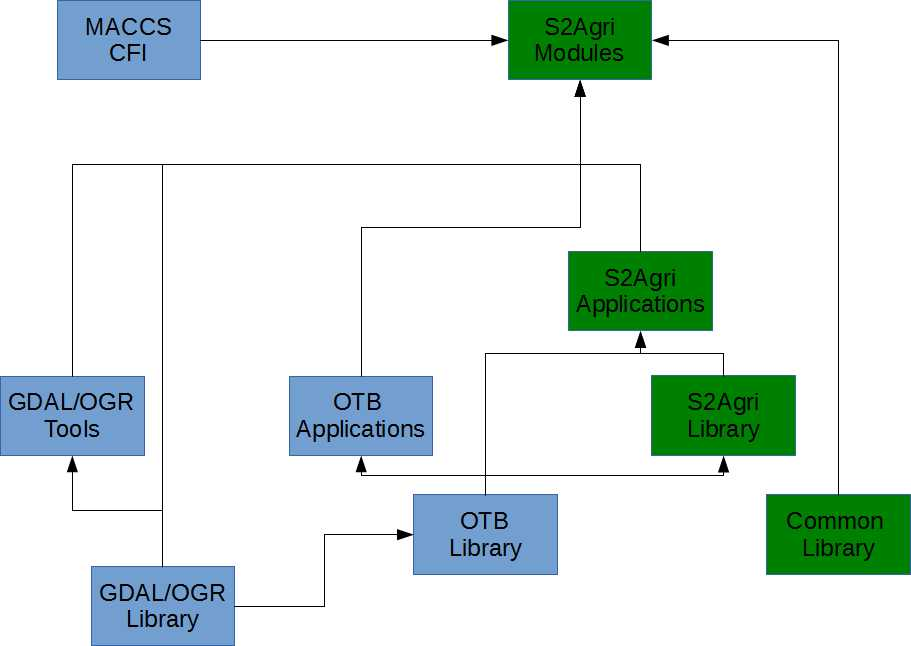 MACCS
CFI
S2Agri
Modules
S2Agri
Applications
GDAL/OGR
Tools
OTB
Applications
S2Agri
Library
OTB
Library
Common
Library
GDAL/OGR
Library